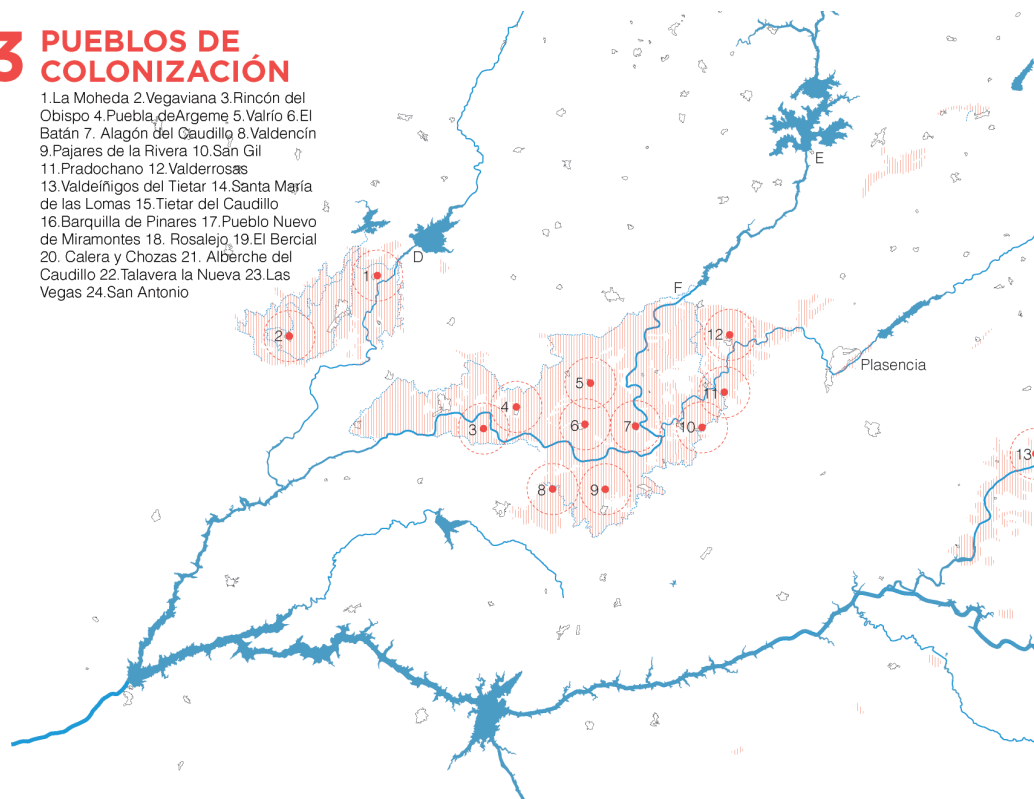 3 PUEBLOS DE
COLONIZACIÓN
1.La Moheda 2.Vegaviana 3.Rincón del
Obispo 4.Puebla deArgeme 5.Valrío 6.El
Batán 7. Alagón del Caudillo 8.Valdencín
9.Pajares de la Rivera 10.San Gil
11.Pradochano 12.Valderrosas
13.Valdeíñigos del Tietar 14.Santa María
de las Lomas 15.Tietar del Caudillo
16.Barquilla de Pinares 17.Pueblo Nuevo
de Miramontes 18. Rosalejo 19.El Bercial
20. Calera y Chozas 21. Alberche del
Caudillo 22.Talavera la Nueva 23.Las
Vegas 24.San Antonio
E
D
1
F
2
12
Plasencia
5
11
4
3
6
7
10
13
8
9